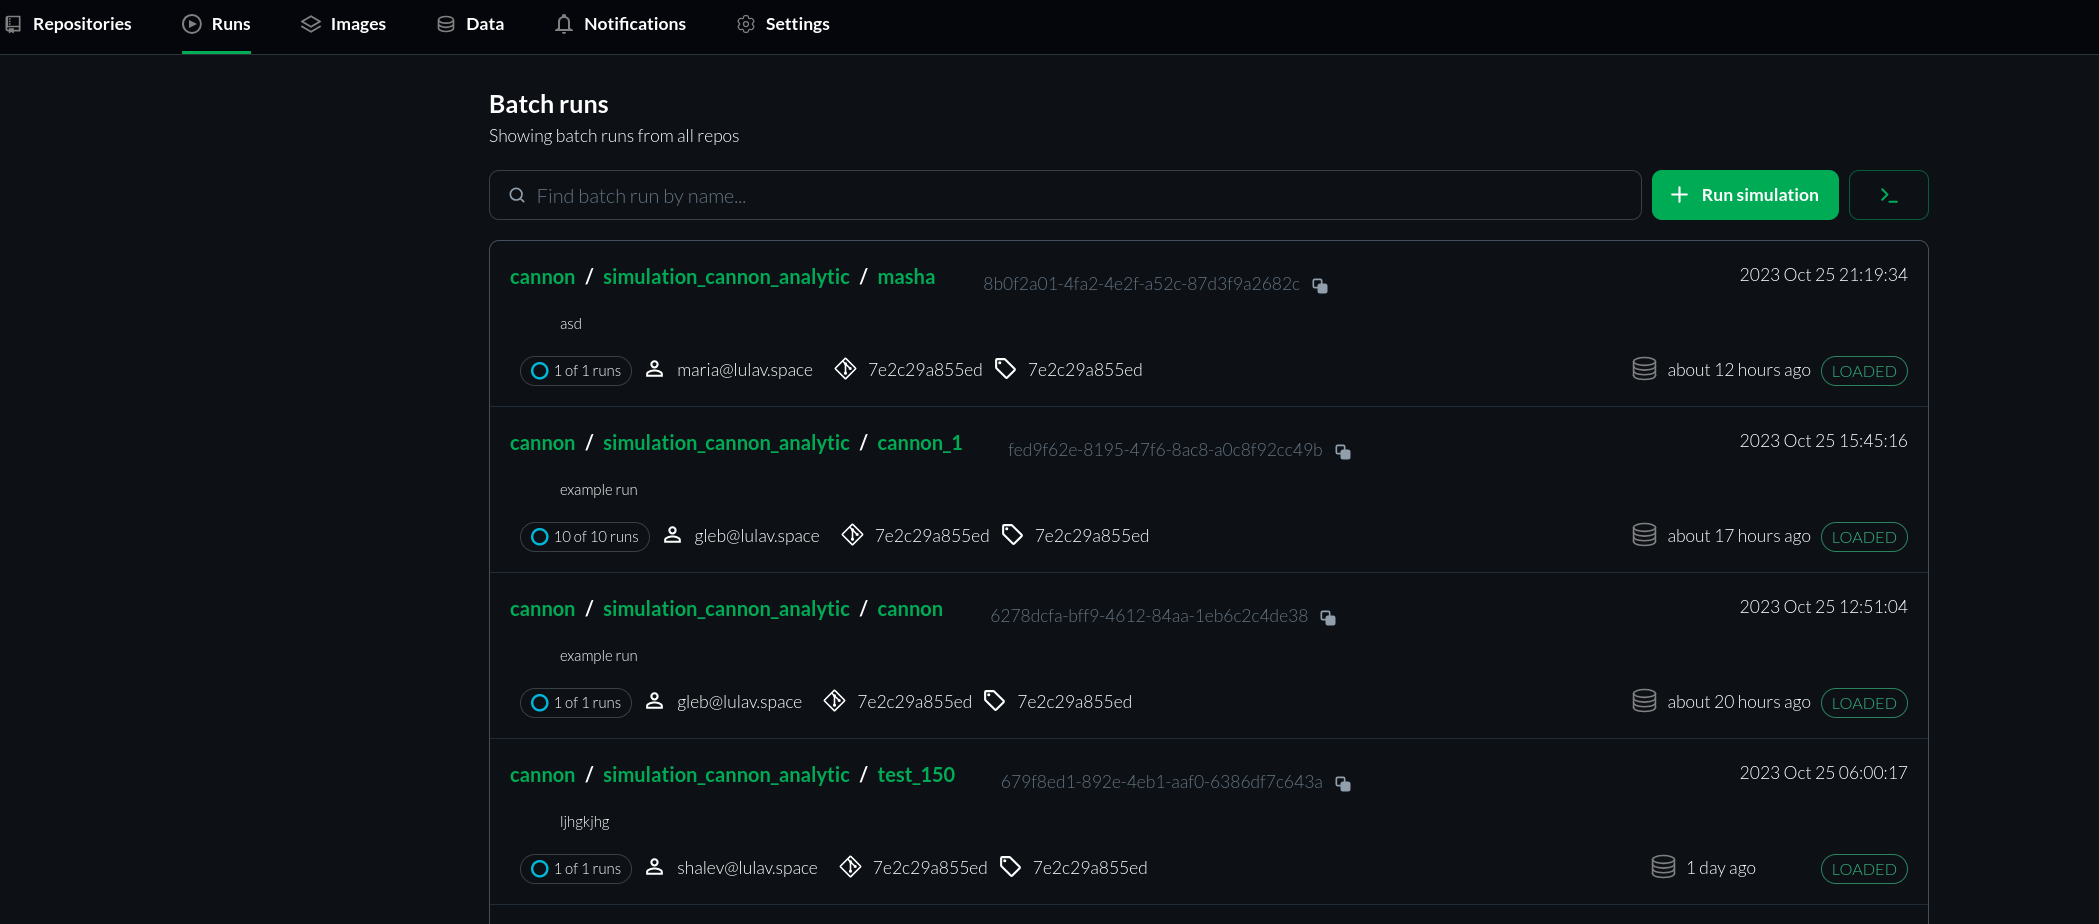 Repositories Runs Images Data Notifications Settings
Batch runs
Showing batch runs from all repos
Find batch run by name...
+ Run simulation >_
cannon / simulation_cannon_analytic / masha 8b0f2a01-4fa2-4e2f-a52c-87d3f9a2682c 2023 Oct 25 21:19:34
asd
1 of 1 runs maria@lulav.space 7e2c29a855ed 7e2c29a855ed about 12 hours ago LOADED
cannon / simulation_cannon_analytic / cannon_1 fed9f62e-8195-47f6-8ac8-a0c8f92cc49b 2023 Oct 25 15:45:16
example run
10 of 10 runs gleb@lulav.space 7e2c29a855ed 7e2c29a855ed about 17 hours ago LOADED
cannon / simulation_cannon_analytic / cannon 6278dcfa-bff9-4612-84aa-1eb6c2c4de38 2023 Oct 25 12:51:04
example run
1 of 1 runs gleb@lulav.space 7e2c29a855ed 7e2c29a855ed about 20 hours ago LOADED
cannon / simulation_cannon_analytic / test_150 679f8ed1-892e-4eb1-aaf0-6386df7c643a 2023 Oct 25 06:00:17
ljhgkjhg
1 of 1 runs shalev@lulav.space 7e2c29a855ed 7e2c29a855ed 1 day ago LOADED